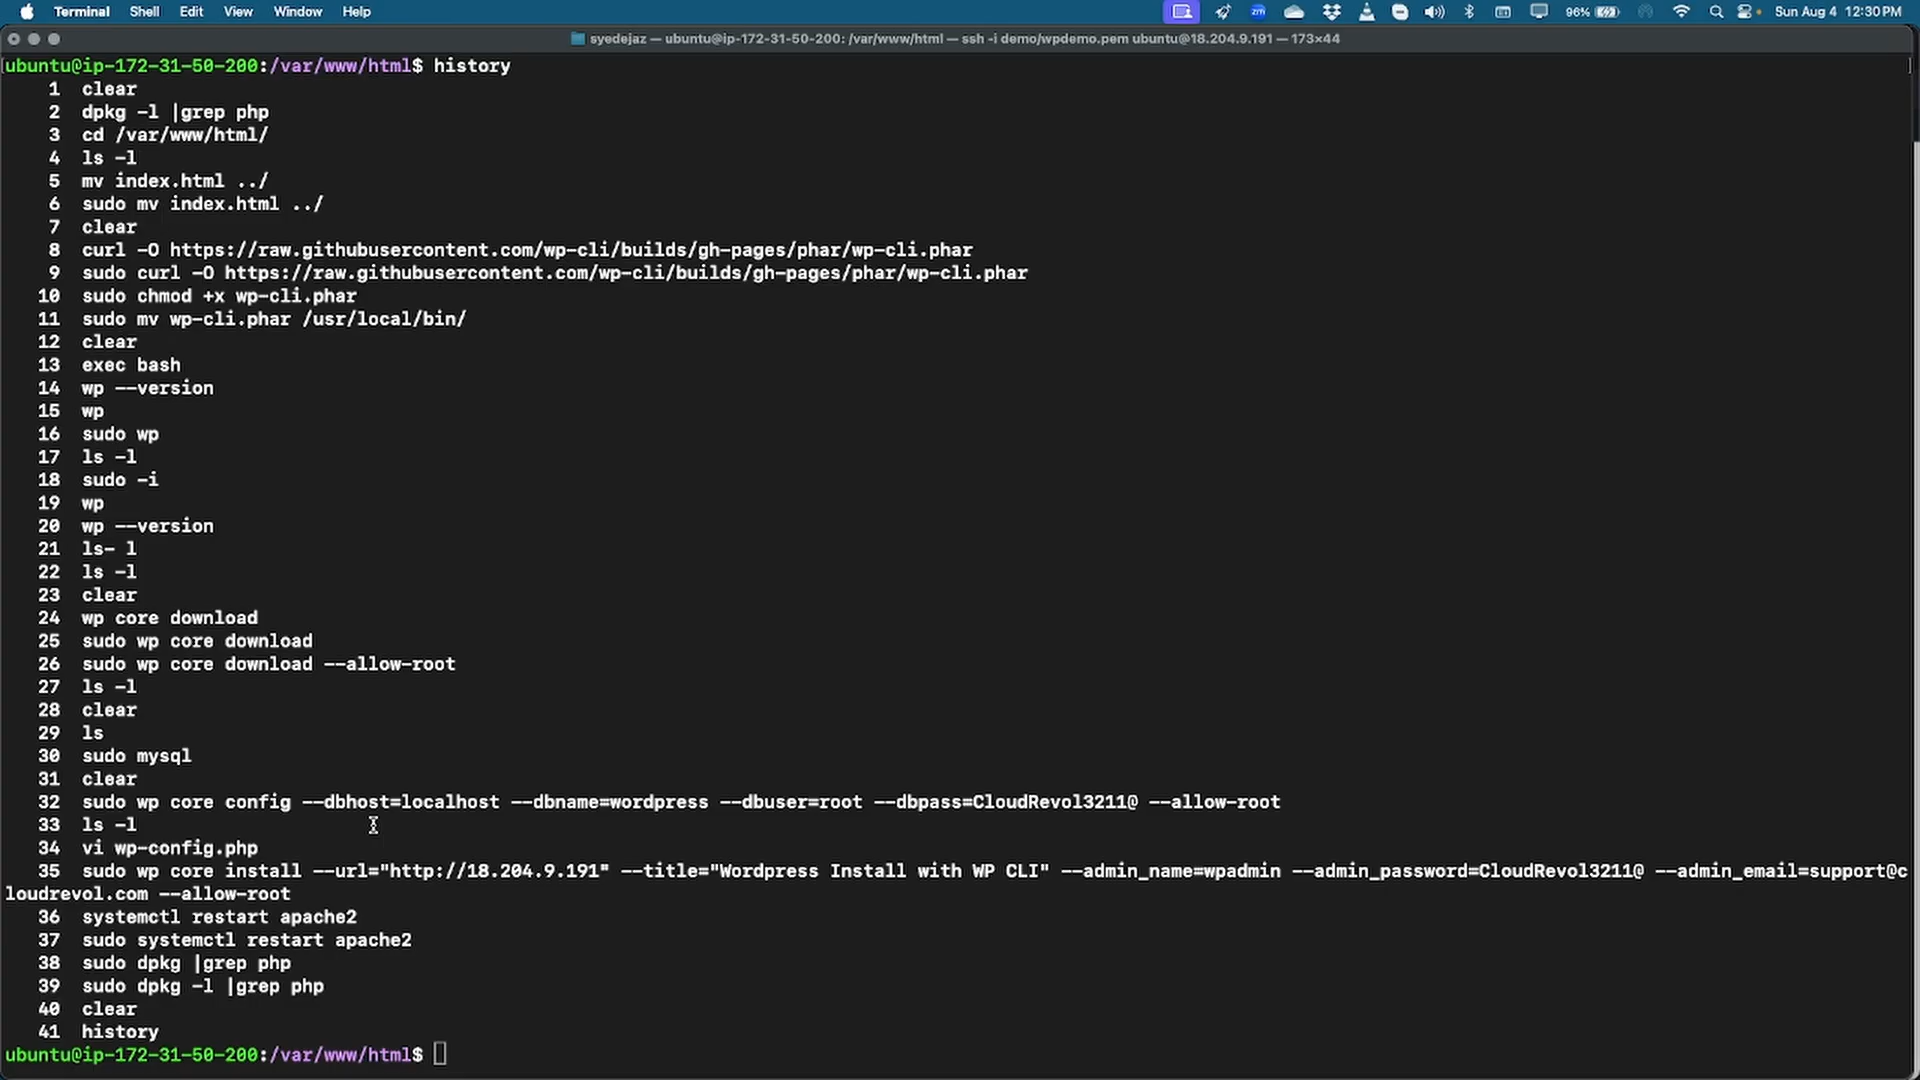 Terminal Shell Edit View Window Help 96% Sun Aug 4 12:30 PM
syedejaz — ubuntu@ip-172-31-50-200: /var/www/html — ssh -i demo/wpdemo.pem ubuntu@18.204.9.191 — 173×44
ubuntu@ip-172-31-50-200:/var/www/html$ history
1 clear
2 dpkg -l |grep php
3 cd /var/www/html/
4 ls -l
5 mv index.html ../
6 sudo mv index.html ../
7 clear
8 curl -O https://raw.githubusercontent.com/wp-cli/builds/gh-pages/phar/wp-cli.phar
9 sudo curl -O https://raw.githubusercontent.com/wp-cli/builds/gh-pages/phar/wp-cli.phar
10 sudo chmod +x wp-cli.phar
11 sudo mv wp-cli.phar /usr/local/bin/
12 clear
13 exec bash
14 wp --version
15 wp
16 sudo wp
17 ls -l
18 sudo -i
19 wp
20 wp --version
21 ls- l
22 ls -l
23 clear
24 wp core download
25 sudo wp core download
26 sudo wp core download --allow-root
27 ls -l
28 clear
29 ls
30 sudo mysql
31 clear
32 sudo wp core config --dbhost=localhost --dbname=wordpress --dbuser=root --dbpass=CloudRevol3211@ --allow-root
33 ls -l
34 vi wp-config.php
35 sudo wp core install --url="http://18.204.9.191" --title="Wordpress Install with WP CLI" --admin_name=wpadmin --admin_password=CloudRevol3211@ --admin_email=support@c
loudrevol.com --allow-root
36 systemctl restart apache2
37 sudo systemctl restart apache2
38 sudo dpkg |grep php
39 sudo dpkg -l |grep php
40 clear
41 history
ubuntu@ip-172-31-50-200:/var/www/html$